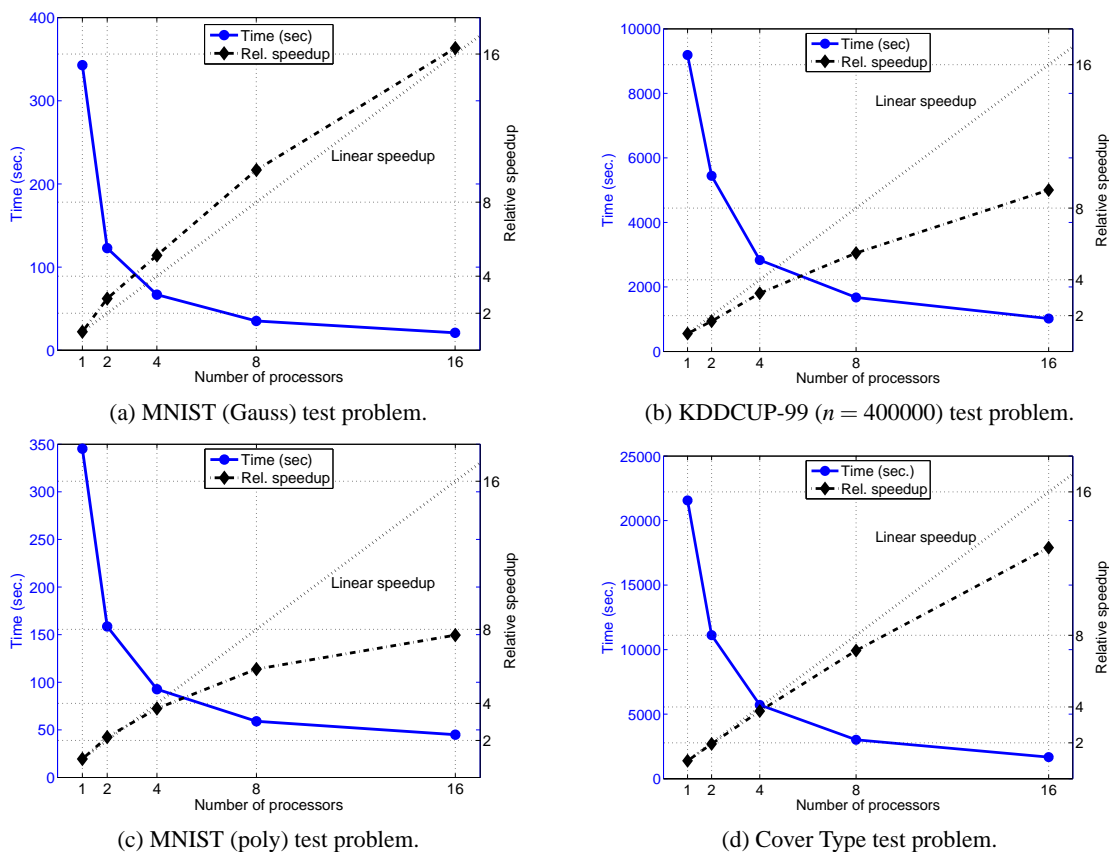 400
300
200
100
0
Time (sec.)
Time (sec)
Rel. speedup
Linear speedup
16
8
4
2
Relative speedup
1 2 4 8 16
Number of processors
(a) MNIST (Gauss) test problem.
10000
8000
6000
4000
2000
0
Time (sec.)
Time (sec)
Rel. speedup
Linear speedup
16
8
4
2
Relative speedup
1 2 4 8 16
Number of processors
(b) KDDCUP-99 (n = 400000) test problem.
350
300
250
200
150
100
50
0
Time (sec.)
Time (sec)
Rel. speedup
Linear speedup
16
8
4
2
Relative speedup
1 2 4 8 16
Number of processors
(c) MNIST (poly) test problem.
25000
20000
15000
10000
5000
0
Time (sec.)
Time (sec.)
Rel. speedup
Linear speedup
16
8
4
2
Relative speedup
1 2 4 8 16
Number of processors
(d) Cover Type test problem.